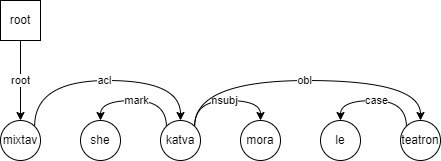 root
root
acl
obl
mark
nsubj
case
mixtav
she
katva
mora
le
teatron